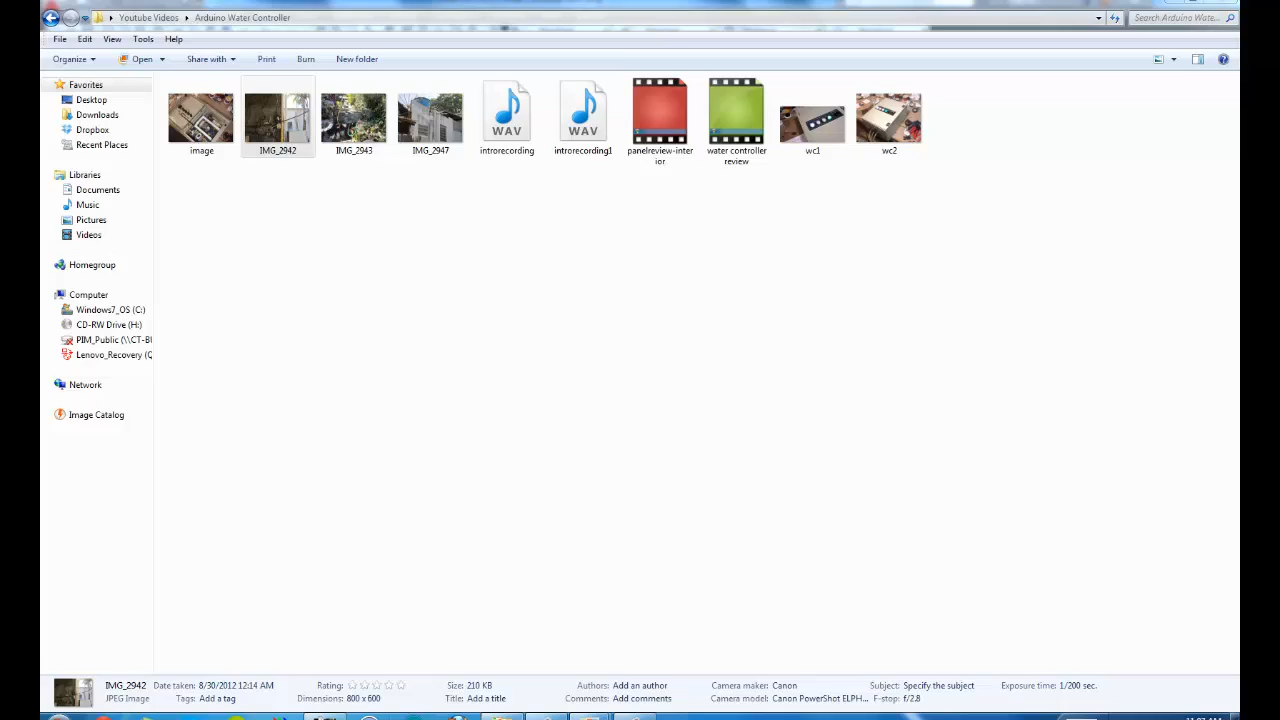 Youtube Videos Arduino Water Controller
Search Arduino Wate...
File Edit View Tools Help
Organize Open Share with Print Burn New folder
Favorites
Desktop
Downloads
Dropbox
Recent Places
Libraries
Documents
Music
Pictures
Videos
Homegroup
Computer
Windows7_OS (C:)
CD-RW Drive (H:)
PIM_Public (\\CT-B
Lenovo_Recovery (Q
Network
Image Catalog
WAV WAV
image IMG_2942 IMG_2943 IMG_2947 introrecording introrecording1 panelreview-inter water controller wc1 wc2
ior review
IMG_2942 Date taken: 8/30/2012 12:14 AM Rating: Size: 210 KB Authors: Add an author Camera maker: Canon Subject: Specify the subject Exposure time: 1/200 sec.
JPEG Image Tags: Add a tag Dimensions: 800 x 600 Title: Add a title Comments: Add comments Camera model: Canon PowerShot ELPH... F-stop: f/2.8